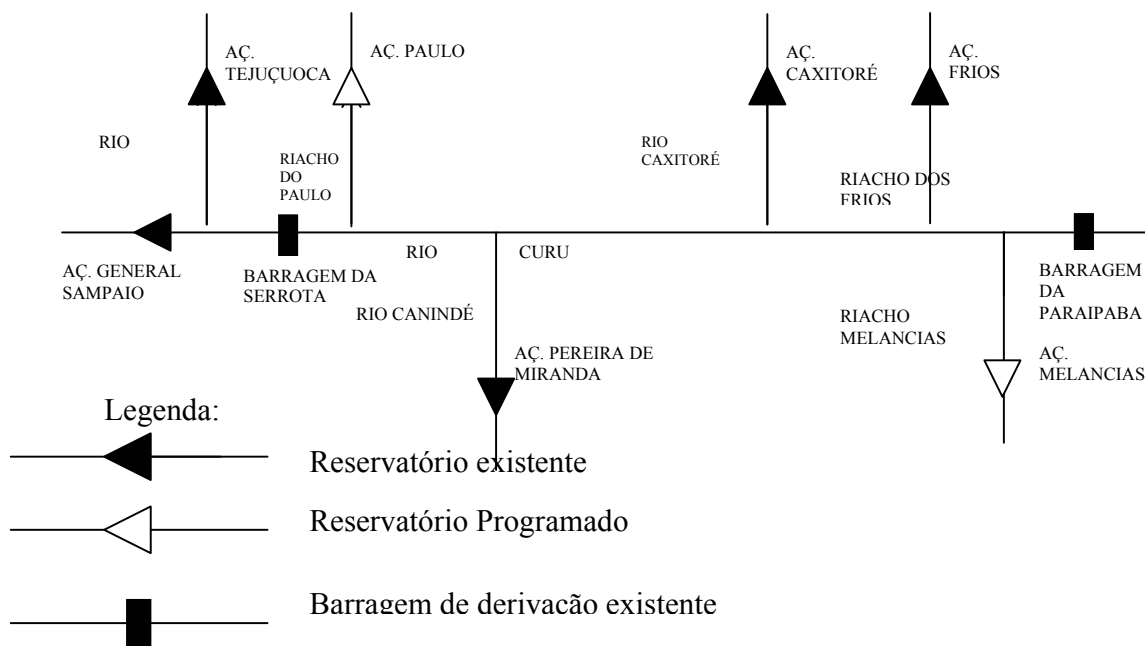 AÇ.
TEJUÇUOCA
AÇ. PAULO
AÇ.
CAXITORÉ
AÇ.
FRIOS
RIO
RIACHO
DO
PAULO
RIO
CAXITORÉ
RIACHO DOS
FRIOS
AÇ. GENERAL
SAMPAIO
BARRAGEM DA
SERROTA
RIO
CURU
RIO CANINDÉ
AÇ. PEREIRA DE
MIRANDA
RIACHO
MELANCIAS
BARRAGEM
DA
PARAIPABA
AÇ.
MELANCIAS
Legenda:
Reservatório existente
Reservatório Programado
Barragem de derivação existente